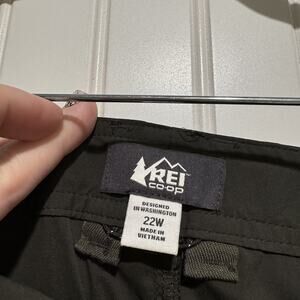 REI
CO·OP
DESIGNED
IN WASHINGTON
22W
MADE IN
VIETNAM